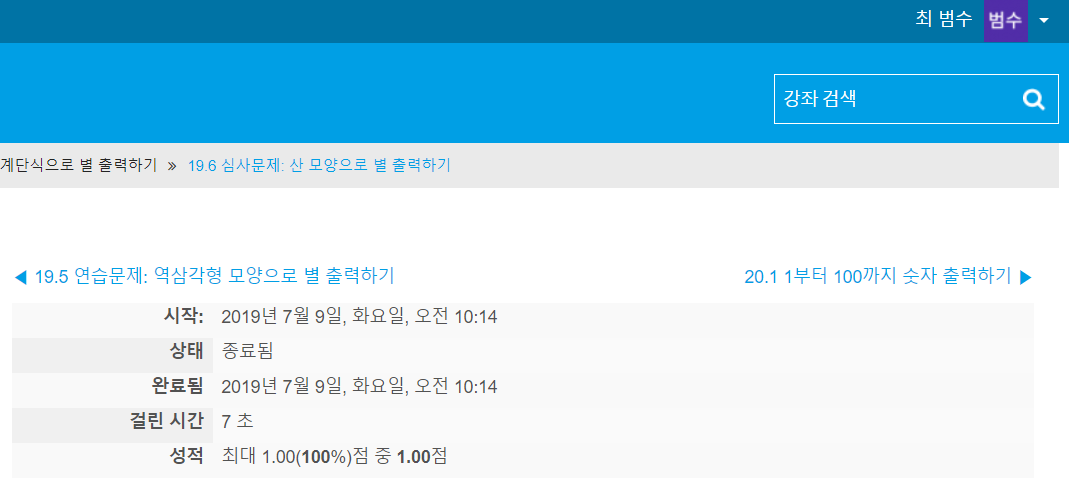 최 범수 범수
강좌 검색
계단식으로 별 출력하기 » 19.6 심사문제: 산 모양으로 별 출력하기
◀ 19.5 연습문제: 역삼각형 모양으로 별 출력하기 20.1 1부터 100까지 숫자 출력하기 ▶
시작: 2019년 7월 9일, 화요일, 오전 10:14
상태 종료됨
완료됨 2019년 7월 9일, 화요일, 오전 10:14
걸린 시간 7 초
성적 최대 1.00(100%)점 중 1.00점